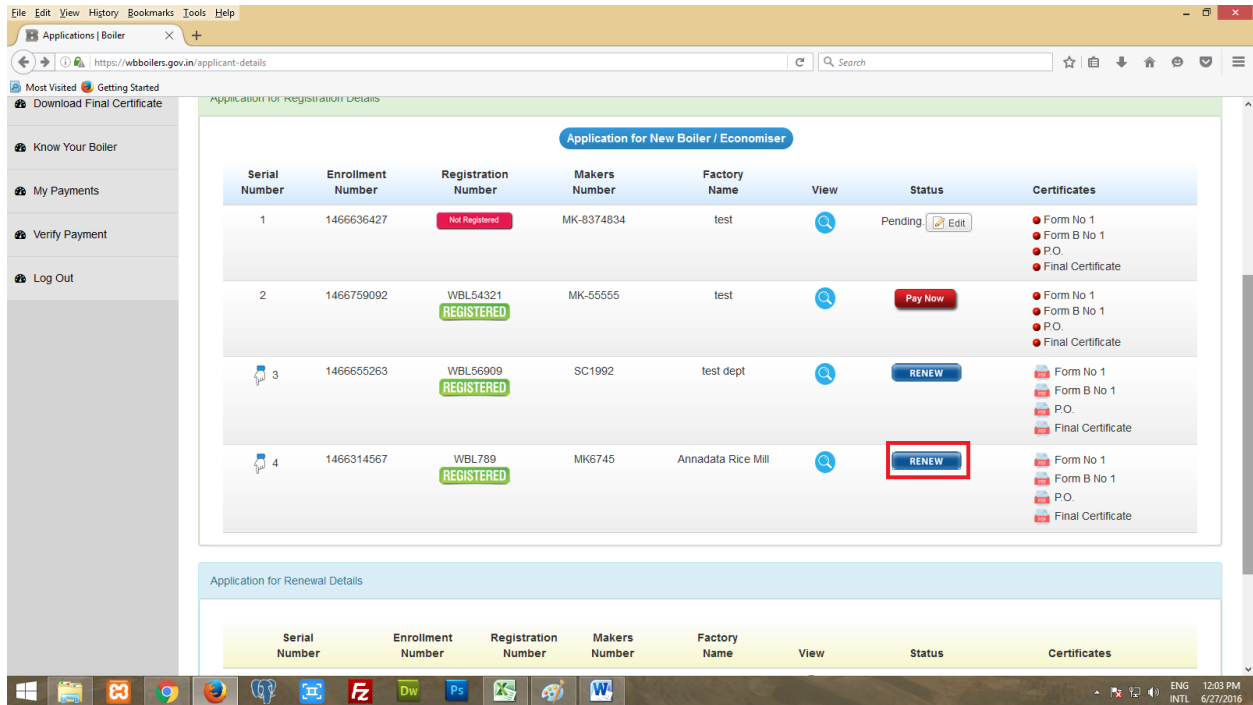 File Edit View History Bookmarks Tools Help
Applications | Boiler
https://wbboilers.gov.in/applicant-details
Search
Most Visited Getting Started
Download Final Certificate
Know Your Boiler
My Payments
Verify Payment
Log Out
Application for Registration Details
Application for New Boiler / Economiser
Serial Number Enrollment Number Registration Number Makers Number Factory Name View Status Certificates
1 1466636427 Not Registered MK-8374834 test Pending. Edit Form No 1
Form B No 1
P.O.
Final Certificate
2 1466759092 WBL54321 MK-55555 test Pay Now Form No 1
REGISTERED Form B No 1
P.O.
Final Certificate
3 1466655263 WBL56909 SC1992 test dept RENEW Form No 1
REGISTERED Form B No 1
P.O.
Final Certificate
4 1466314567 WBL789 MK6745 Annadata Rice Mill RENEW Form No 1
REGISTERED Form B No 1
P.O.
Final Certificate
Application for Renewal Details
Serial Number Enrollment Number Registration Number Makers Number Factory Name View Status Certificates
Dw Ps
ENG 12:03 PM
INTL 6/27/2016